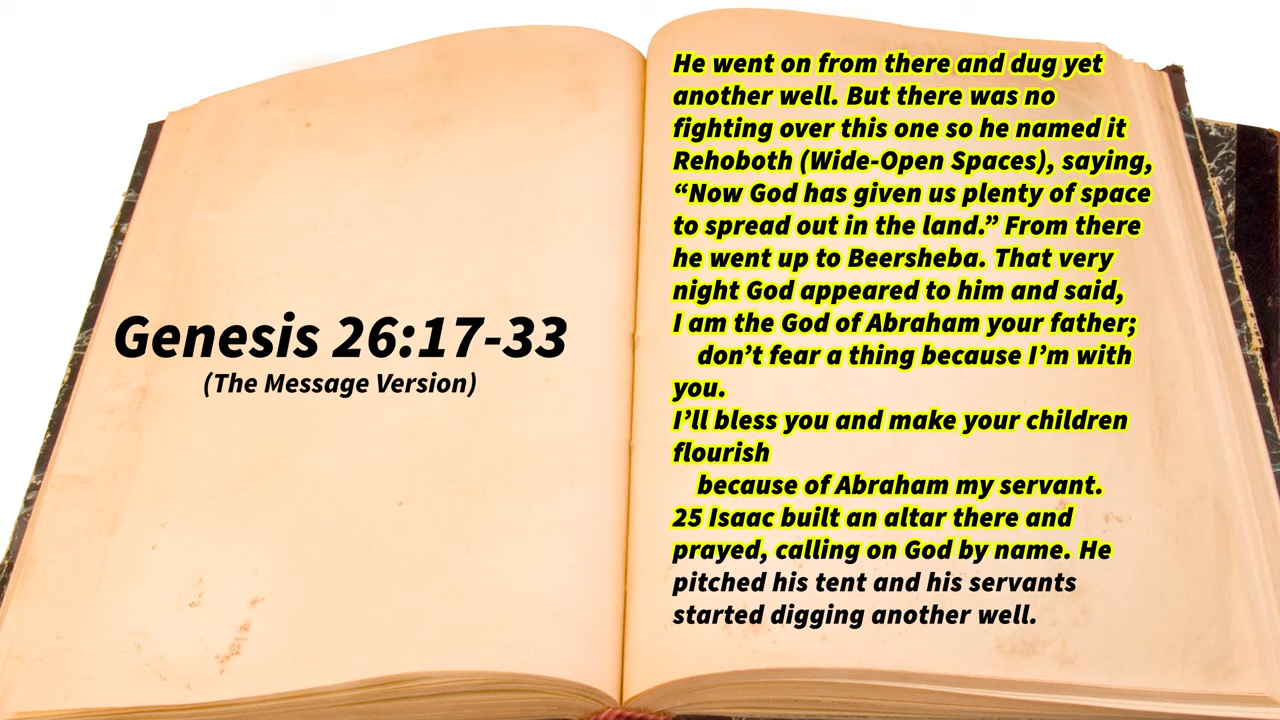 Genesis 26:17-33
(The Message Version)
He went on from there and dug yet
another well. But there was no
fighting over this one so he named it
Rehoboth (Wide-Open Spaces), saying,
“Now God has given us plenty of space
to spread out in the land.” From there
he went up to Beersheba. That very
night God appeared to him and said,
I am the God of Abraham your father;
don’t fear a thing because I’m with
you.
I’ll bless you and make your children
flourish
because of Abraham my servant.
25 Isaac built an altar there and
prayed, calling on God by name. He
pitched his tent and his servants
started digging another well.